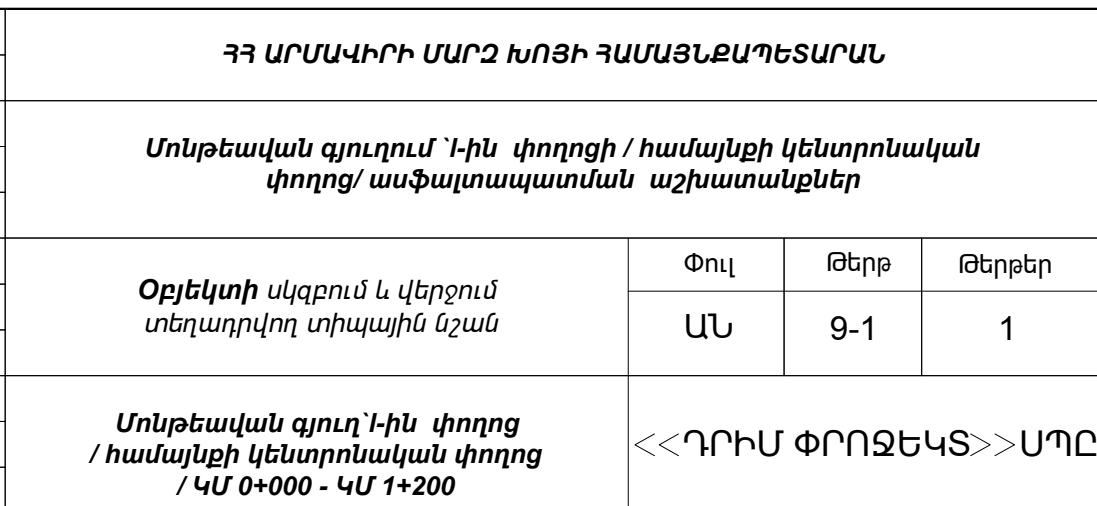 ՀՀ ԱՐՄԱՎԻՐԻ ՄԱՐԶ ԽՈՅԻ ՀԱՄԱՅՆՔԱՊԵՏԱՐԱՆ
Մոնթեավան գյուղում `I-ին փողոցի / համայնքի կենտրոնական
փողոց/ ասֆալտապատման աշխատանքներ
Օբյեկտի սկզբում և վերջում
տեղադրվող տիպային նշան
Փուլ
Թերթ
Թերթեր
ԱՆ
9-1
1
Մոնթեավան գյուղ`I-ին փողոց
/ համայնքի կենտրոնական փողոց
/ ԿՄ 0+000 - ԿՄ 1+200
<<ԴՐԻՄ ՓՐՈՋԵԿՏ>>ՍՊԸ